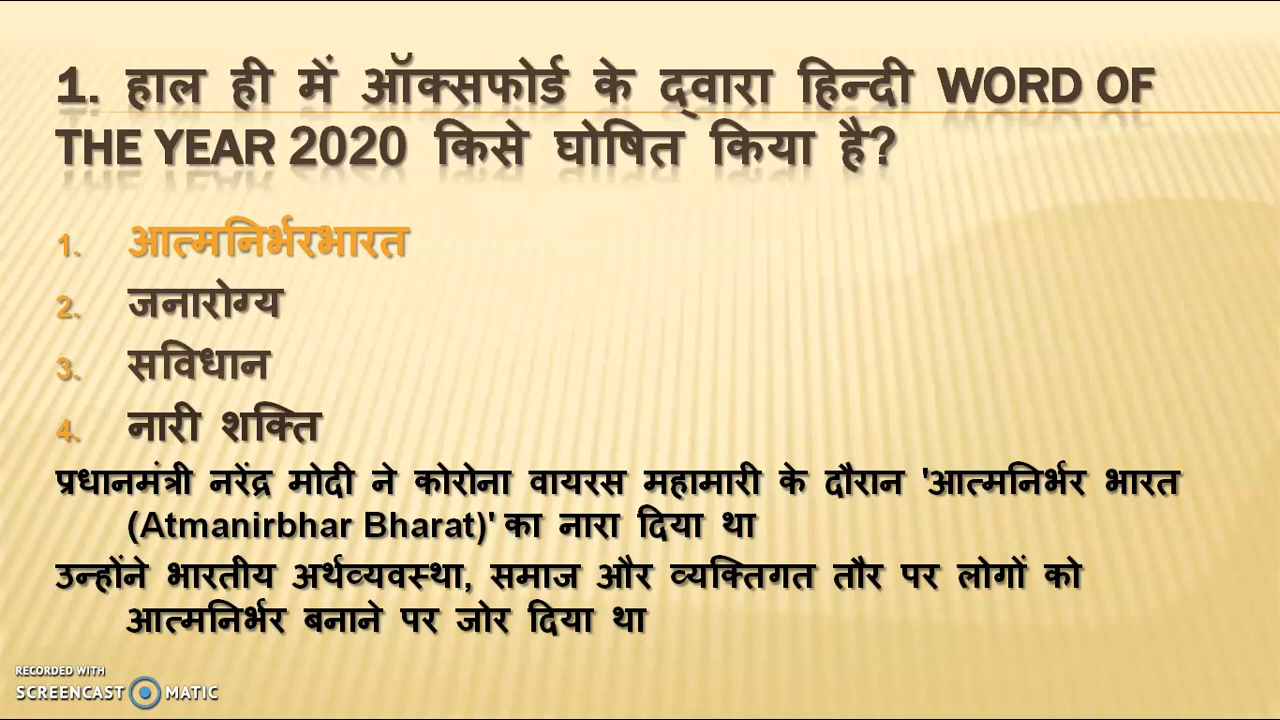 1. हाल ही में ऑक्सफोर्ड के द्वारा हिन्दी WORD OF
THE YEAR 2020 किसे घोषित किया है?
1. आत्मनिर्भरभारत
2. जनारोग्य
3. सविधान
4. नारी शक्ति
प्रधानमंत्री नरेंद्र मोदी ने कोरोना वायरस महामारी के दौरान 'आत्मनिर्भर भारत
(Atmanirbhar Bharat)' का नारा दिया था
उन्होंने भारतीय अर्थव्यवस्था, समाज और व्यक्तिगत तौर पर लोगों को
आत्मनिर्भर बनाने पर जोर दिया था
RECORDED WITH
SCREENCAST MATIC